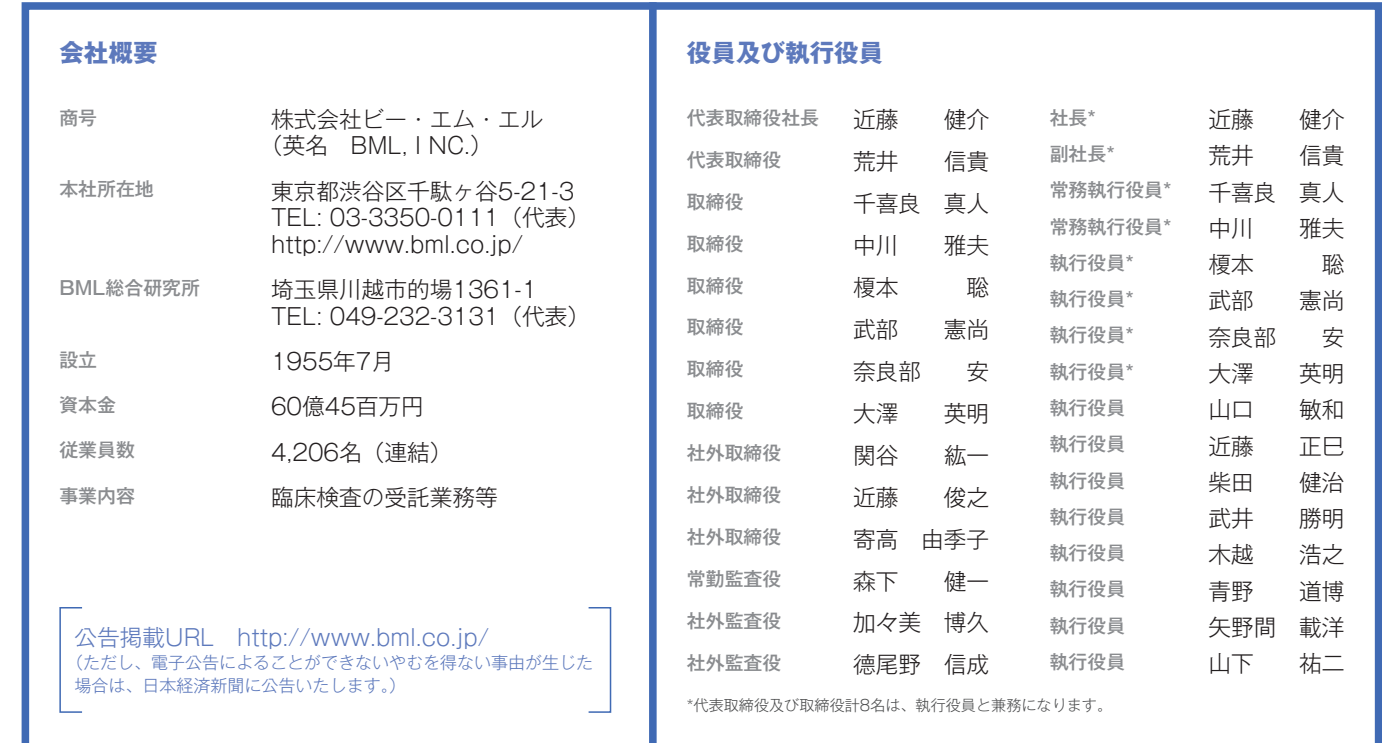 会社概要
商号 株式会社ビー・エム・エル
(英名 BML, I NC.)
本社所在地 東京都渋谷区千駄ヶ谷5-21-3
TEL: 03-3350-0111(代表)
http://www.bml.co.jp/
BML総合研究所 埼玉県川越市的場1361-1
TEL: 049-232-3131(代表)
設立 1955年7月
資本金 60億45百万円
従業員数 4,206名(連結)
事業内容 臨床検査の受託業務等
公告掲載URL http://www.bml.co.jp/
(ただし、電子公告によることができないやむを得ない事由が生じた
場合は、日本経済新聞に公告いたします。)
役員及び執行役員
代表取締役社長 近藤 健介
代表取締役 荒井 信貴
取締役 千喜良 真人
取締役 中川 雅夫
取締役 榎本 聡
取締役 武部 憲尚
取締役 奈良部 安
取締役 大澤 英明
社外取締役 関谷 紘一
社外取締役 近藤 俊之
社外取締役 寄高 由季子
常勤監査役 森下 健一
社外監査役 加々美 博久
社外監査役 德尾野 信成
社長* 近藤 健介
副社長* 荒井 信貴
常務執行役員* 千喜良 真人
常務執行役員* 中川 雅夫
執行役員* 榎本 聡
執行役員* 武部 憲尚
執行役員* 奈良部 安
執行役員* 大澤 英明
執行役員 山口 敏和
執行役員 近藤 正巳
執行役員 柴田 健治
執行役員 武井 勝明
執行役員 木越 浩之
執行役員 青野 道博
執行役員 矢野間 載洋
執行役員 山下 祐二
*代表取締役及び取締役計8名は、執行役員と兼務になります。